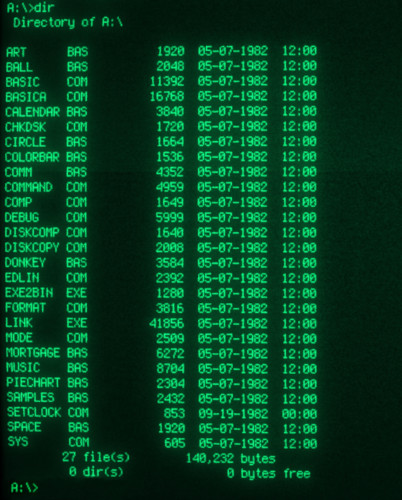 A:\>dir
Directory of A:\
ART BAS 1920 05-07-1982 12:00
BALL BAS 2048 05-07-1982 12:00
BASIC COM 11392 05-07-1982 12:00
BASICA COM 16768 05-07-1982 12:00
CALENDAR BAS 3840 05-07-1982 12:00
CHKDSK COM 1720 05-07-1982 12:00
CIRCLE BAS 1664 05-07-1982 12:00
COLORBAR BAS 1536 05-07-1982 12:00
COMM BAS 4352 05-07-1982 12:00
COMMAND COM 4959 05-07-1982 12:00
COMP COM 1649 05-07-1982 12:00
DEBUG COM 5999 05-07-1982 12:00
DISKCOMP COM 1640 05-07-1982 12:00
DISKCOPY COM 2008 05-07-1982 12:00
DONKEY BAS 3584 05-07-1982 12:00
EDLIN COM 2392 05-07-1982 12:00
EXE2BIN EXE 1280 05-07-1982 12:00
FORMAT COM 3816 05-07-1982 12:00
LINK EXE 41856 05-07-1982 12:00
MODE COM 2509 05-07-1982 12:00
MORTGAGE BAS 6272 05-07-1982 12:00
MUSIC BAS 8704 05-07-1982 12:00
PIECHART BAS 2304 05-07-1982 12:00
SAMPLES BAS 2432 05-07-1982 12:00
SETCLOCK COM 853 09-19-1982 00:00
SPACE BAS 1920 05-07-1982 12:00
SYS COM 605 05-07-1982 12:00
27 file(s) 140,232 bytes
0 dir(s) 0 bytes free
A:\>